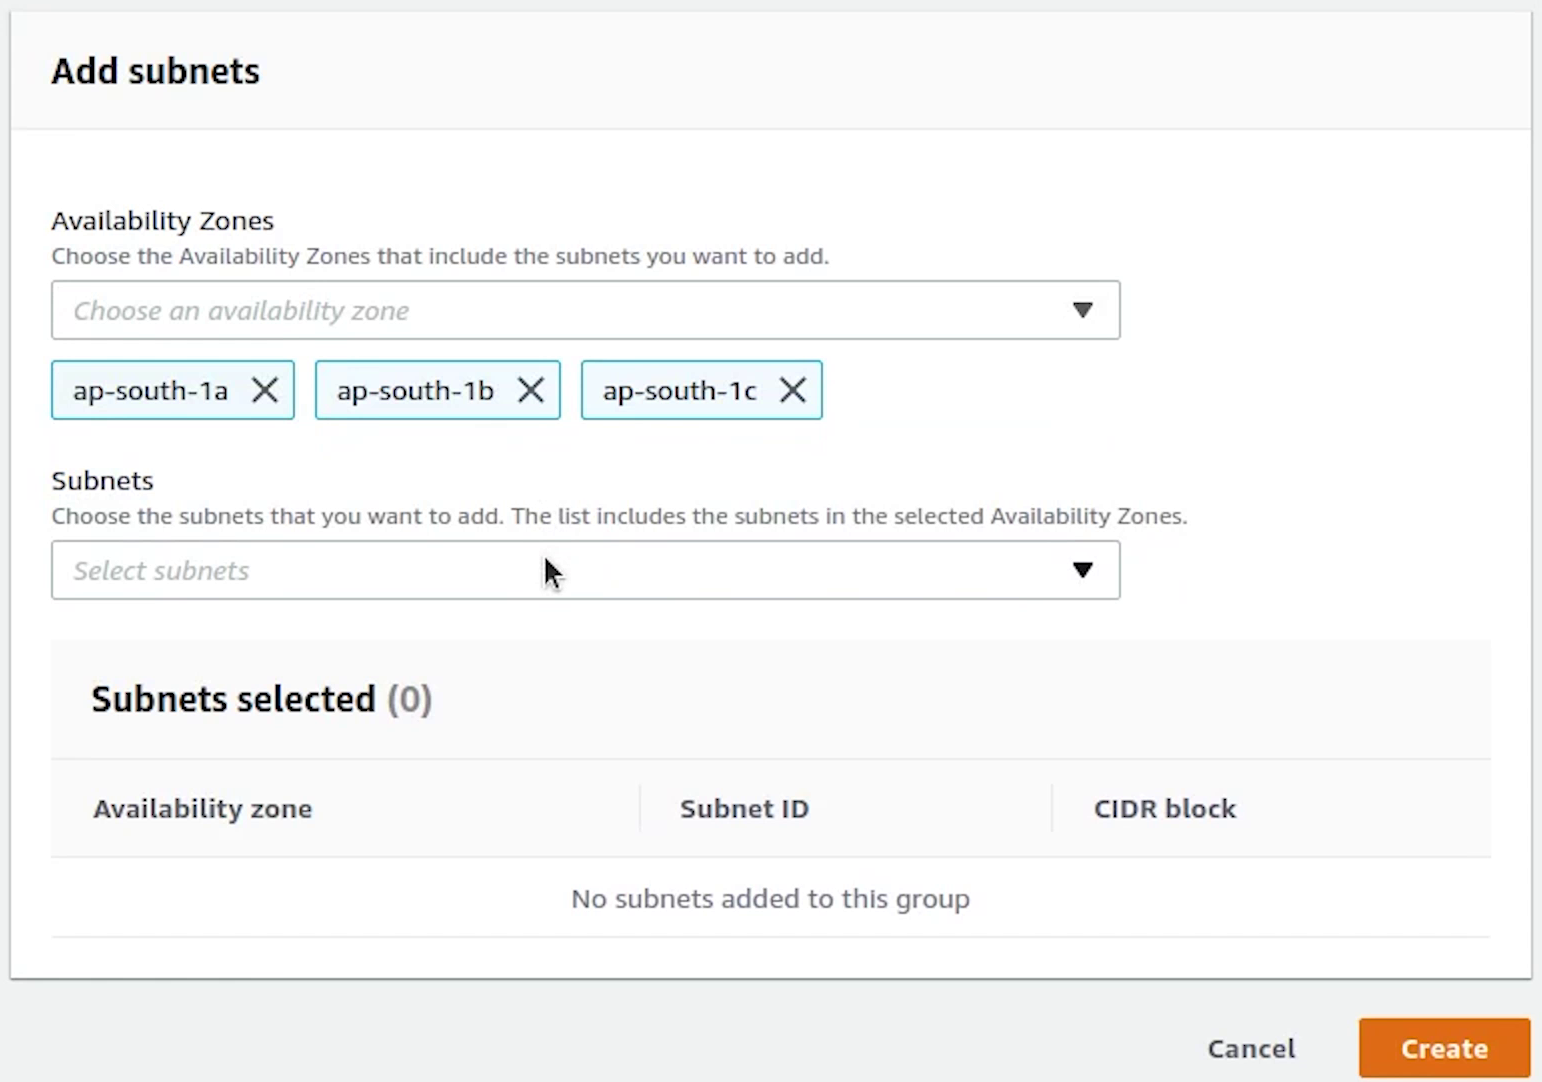 Add subnets
Availability Zones
Choose the Availability Zones that include the subnets you want to add.
Choose an availability zone
ap-south-1a ap-south-1b ap-south-1c
Subnets
Choose the subnets that you want to add. The list includes the subnets in the selected Availability Zones.
Select subnets
Subnets selected (0)
Availability zone Subnet ID CIDR block
No subnets added to this group
Cancel Create